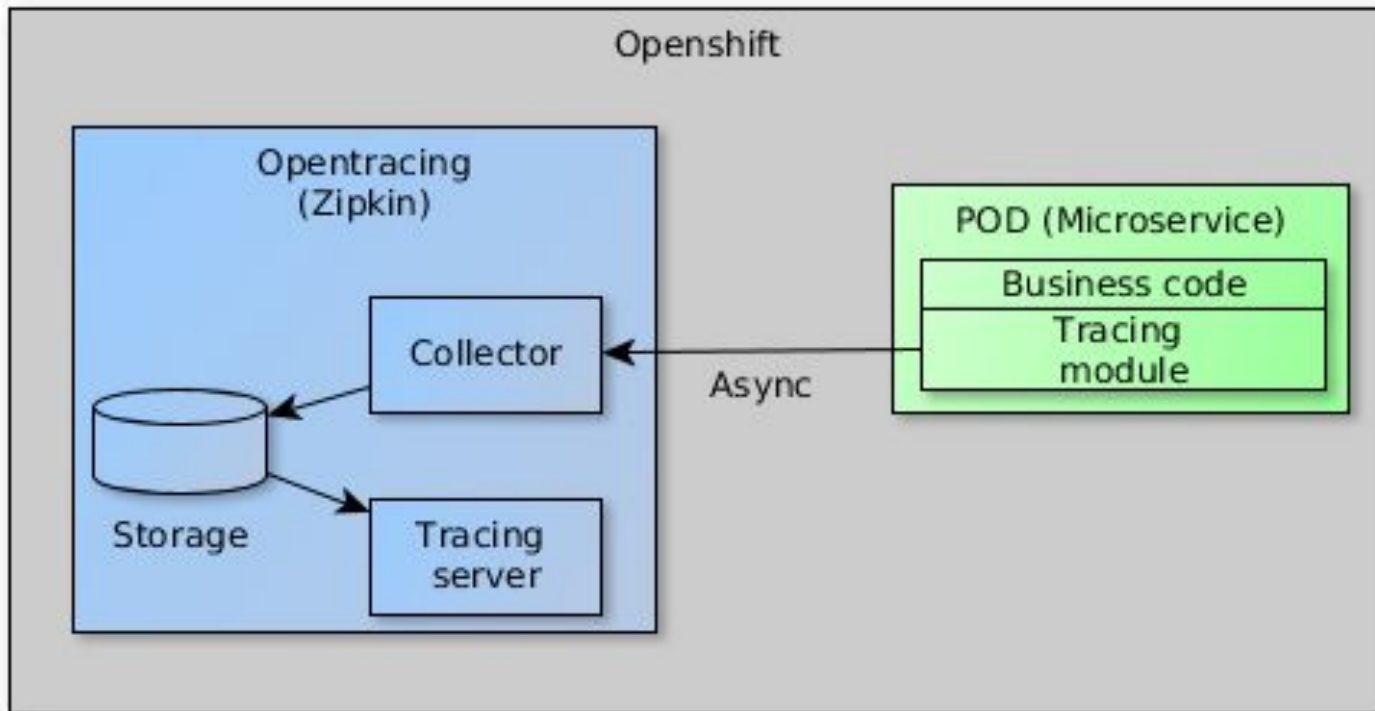 Openshift
Opentracing
(Zipkin)
POD (Microservice)
Business code
Tracing
module
Collector
Async
Storage
Tracing
server